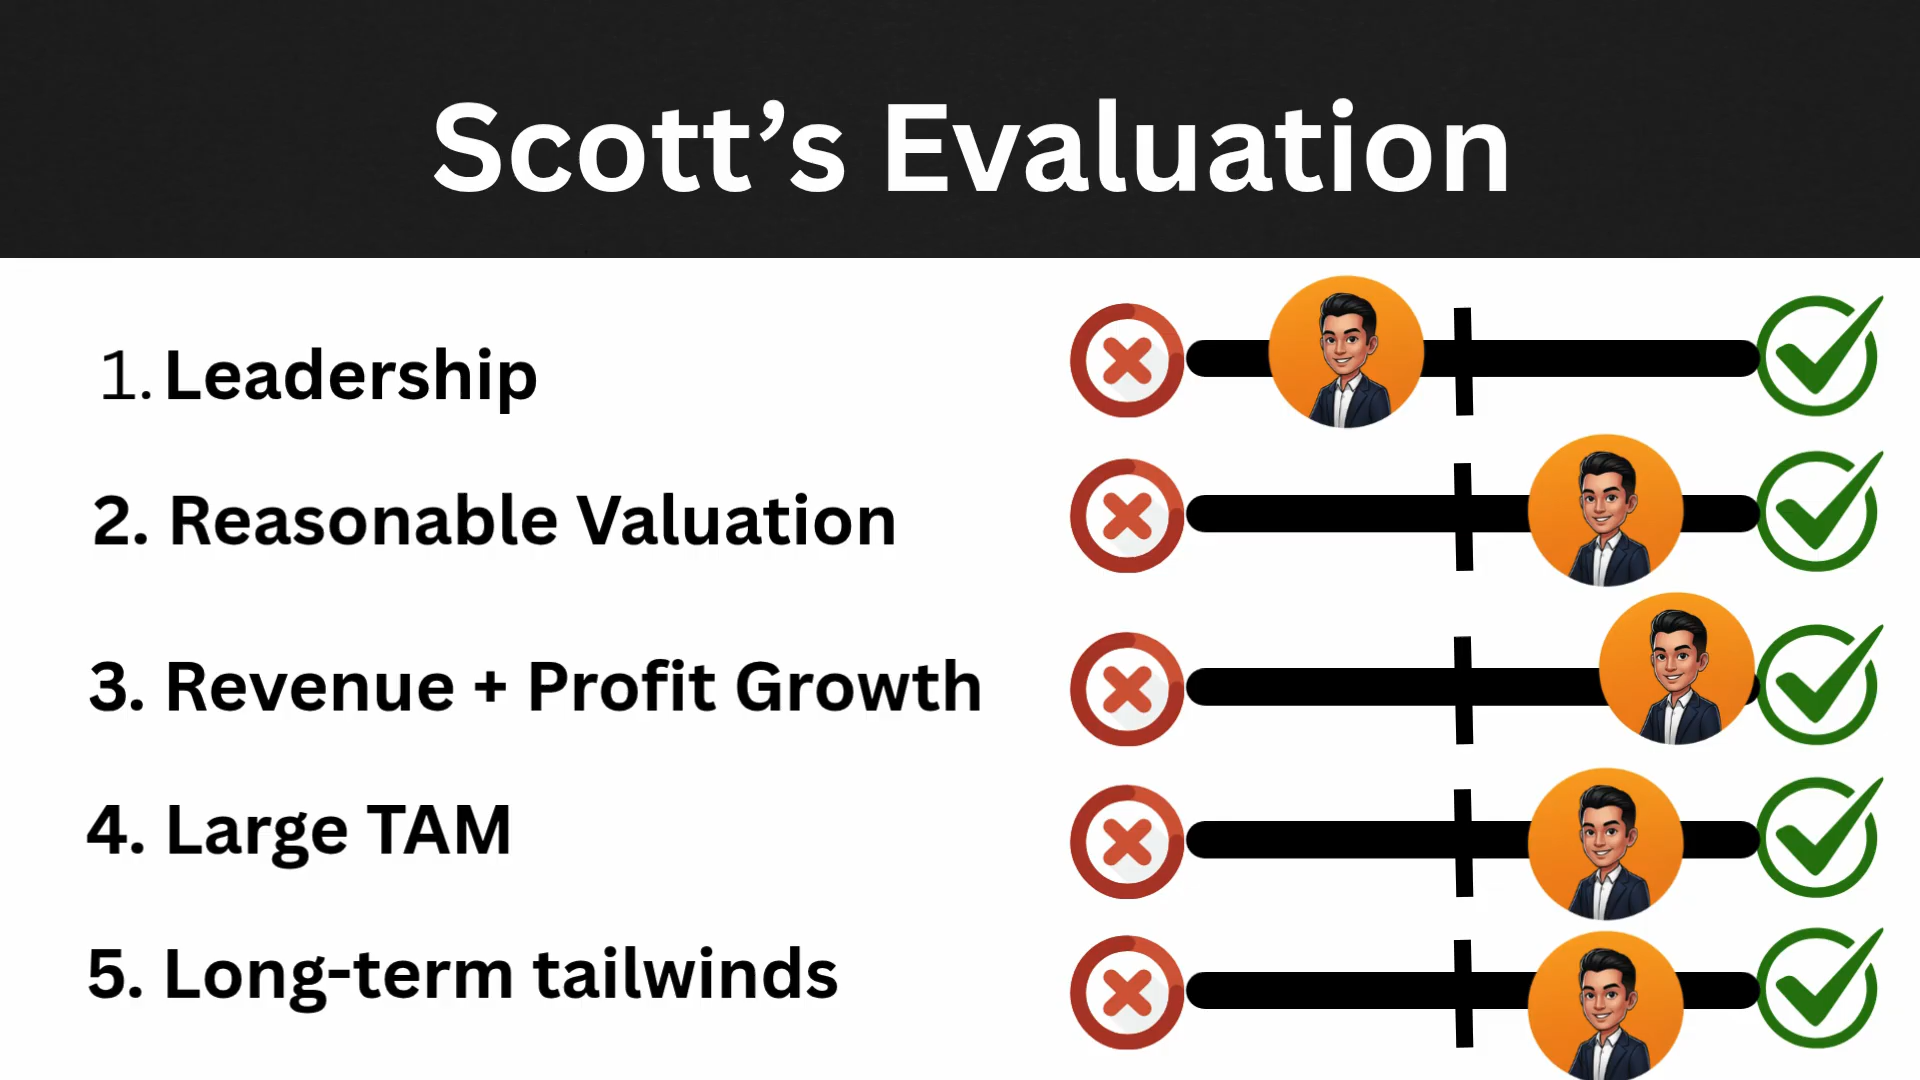 Scott’s Evaluation
1. Leadership
2. Reasonable Valuation
3. Revenue + Profit Growth
4. Large TAM
5. Long-term tailwinds